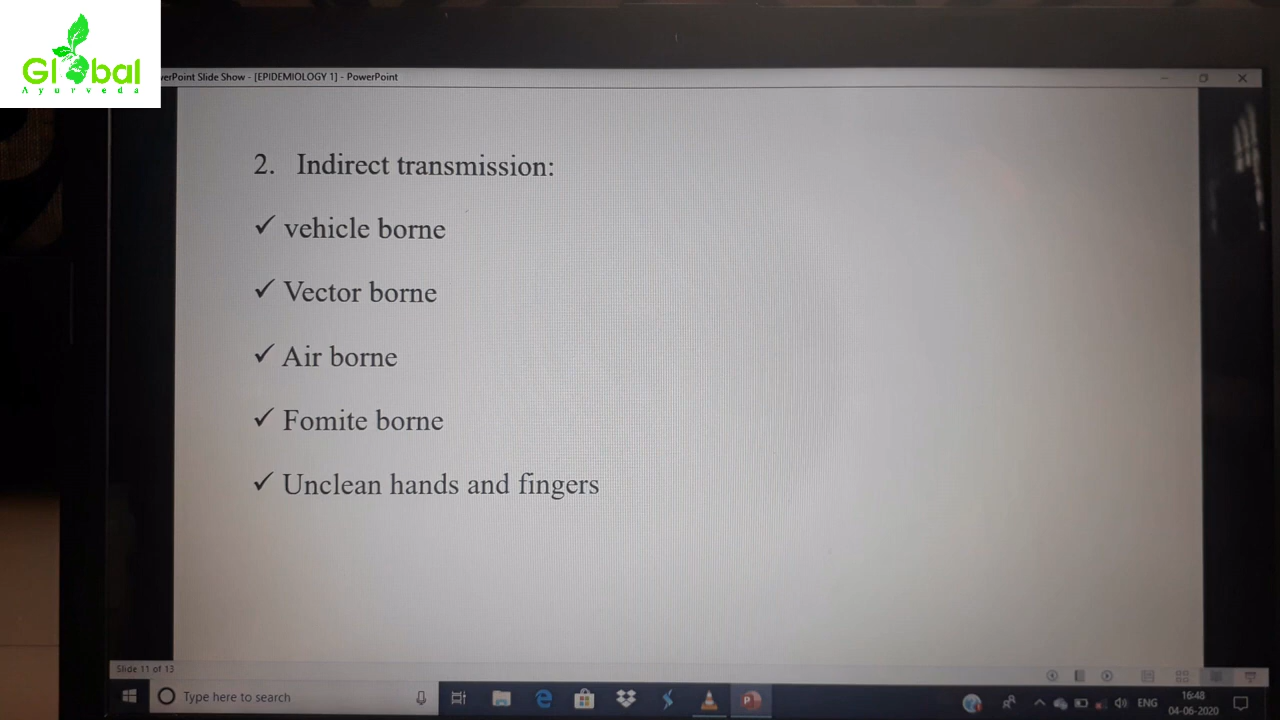 Global
Ayurveda
erPoint Slide Show - [EPIDEMIOLOGY 1] - PowerPoint
2. Indirect transmission:
✓ vehicle borne
✓ Vector borne
✓ Air borne
✓ Fomite borne
✓ Unclean hands and fingers
Slide 11 of 13
Type here to search
ENG
16:48
04-06-2020